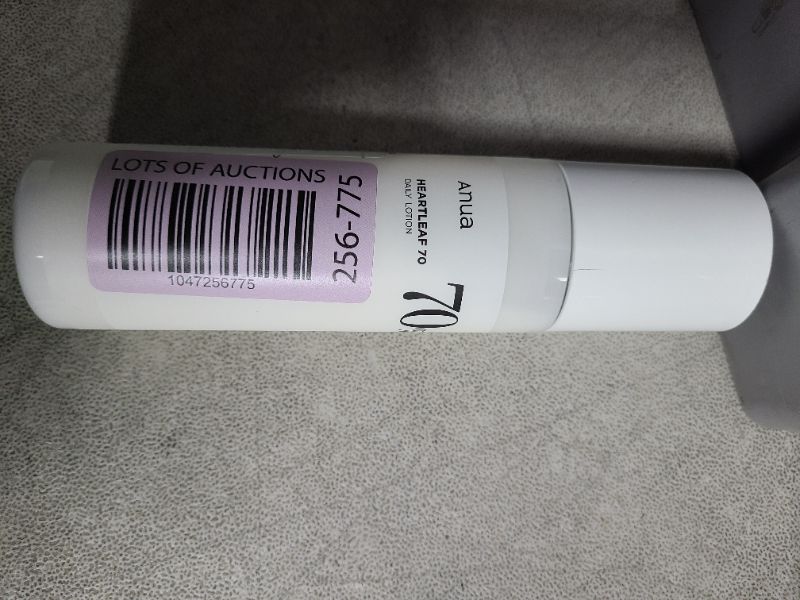 LOTS OF AUCTIONS
1047256775
256-775
Anua
HEARTLEAF 70
DAILY LOTION
70